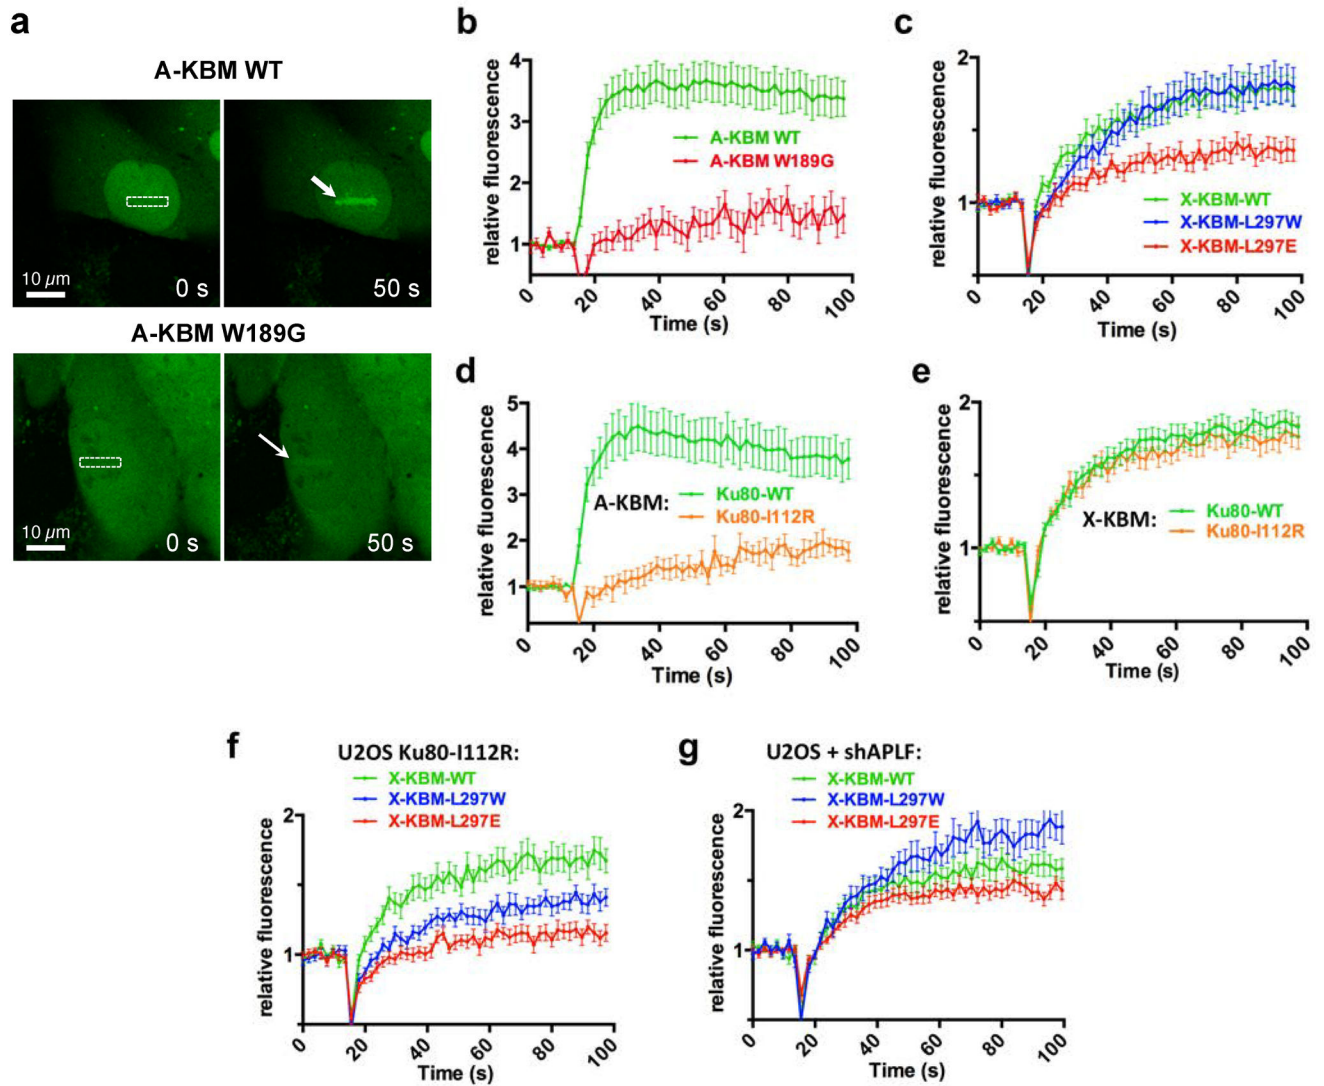 a
A-KBM WT
10 µm
0 s
50 s
A-KBM W189G
10 µm
0 s
50 s
b
4
3
2
1
relative fluorescence
A-KBM WT
A-KBM W189G
0
20
40
60
80
100
Time (s)
c
2
1
relative fluorescence
X-KBM-WT
X-KBM-L297W
X-KBM-L297E
0
20
40
60
80
100
Time (s)
d
5
4
3
2
1
relative fluorescence
A-KBM:
Ku80-WT
Ku80-I112R
0
20
40
60
80
100
Time (s)
e
2
1
relative fluorescence
X-KBM:
Ku80-WT
Ku80-I112R
0
20
40
60
80
100
Time (s)
f
U2OS Ku80-I112R:
X-KBM-WT
X-KBM-L297W
X-KBM-L297E
2
1
relative fluorescence
0
20
40
60
80
100
Time (s)
g
U2OS + shAPLF:
X-KBM-WT
X-KBM-L297W
X-KBM-L297E
2
1
relative fluorescence
0
20
40
60
80
100
Time (s)